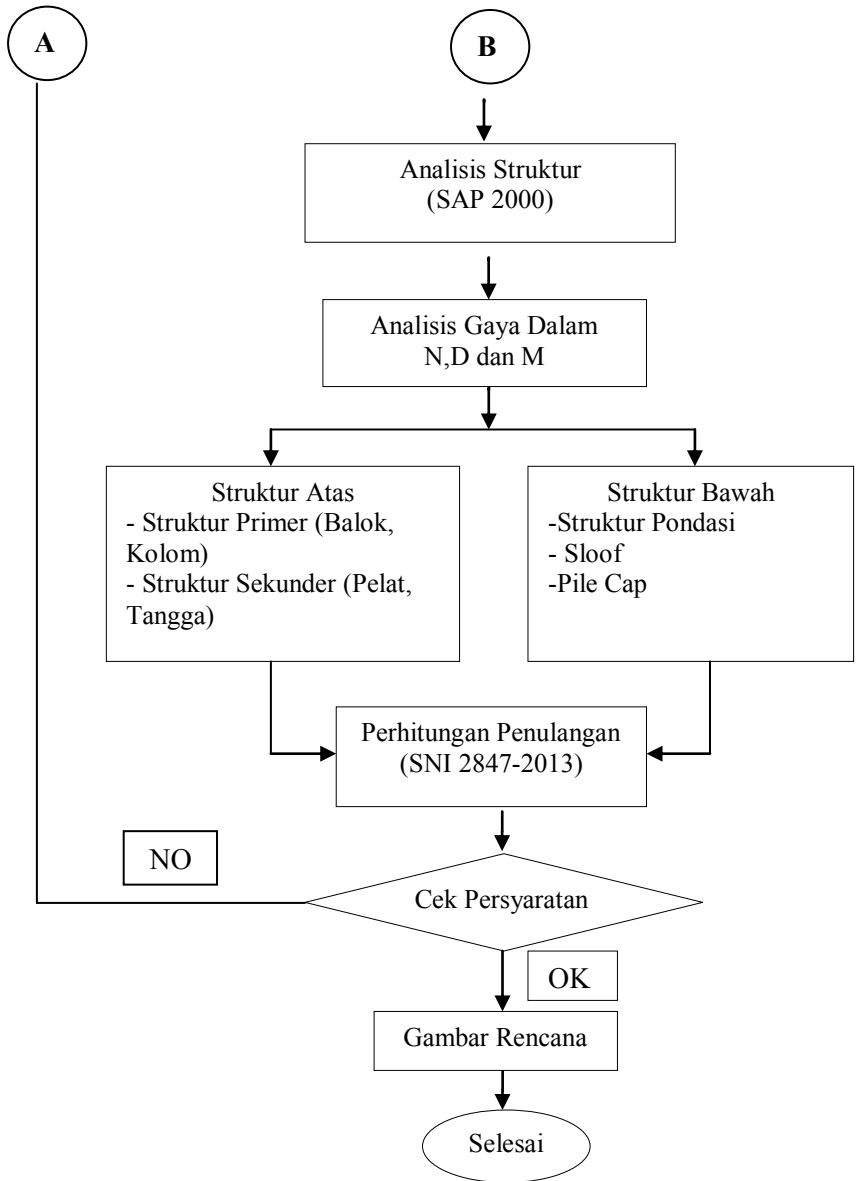 A
B
Analisis Struktur
(SAP 2000)
Analisis Gaya Dalam
N,D dan M
Struktur Atas
- Struktur Primer (Balok,
Kolom)
- Struktur Sekunder (Pelat,
Tangga)
Struktur Bawah
-Struktur Pondasi
- Sloof
-Pile Cap
Perhitungan Penulangan
(SNI 2847-2013)
NO
Cek Persyaratan
OK
Gambar Rencana
Selesai